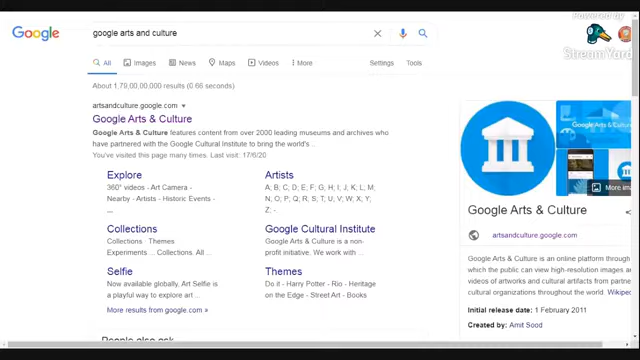 Powered by
StreamYard
Google
google arts and culture
All
Images
News
Maps
Videos
More
Settings
Tools
About 1,79,00,00,000 results (0.66 seconds)
artsandculture.google.com
Google Arts & Culture
Google Arts & Culture features content from over 2000 leading museums and archives who
have partnered with the Google Cultural Institute to bring the world's ...
You've visited this page many times. Last visit: 17/6/20
Explore
360° videos - Art Camera -
Nearby - Artists - Historic Events -
...
Artists
A; B; C; D; E; F; G; H; I; J; K; L; M;
N; O; P; Q; R; S; T; U; V; W; X; Y;
Z; -
Collections
Collections · Themes
Experiments ... Collections. All ...
Google Cultural Institute
Google Arts & Culture is a non-
profit initiative. We work with ...
Selfie
Now available globally, Art Selfie is
a playful way to explore art ...
Themes
Do it - Harry Potter - Rio - Heritage
on the Edge - Street Art - Books
More results from google.com »
People also ask
Google Arts & Culture
More im
Google Arts & Culture
artsandculture.google.com
Google Arts & Culture is an online platform through
which the public can view high-resolution images a
videos of artworks and cultural artifacts from partne
cultural organizations throughout the world. Wikipe
Initial release date: 1 February 2011
Created by: Amit Sood